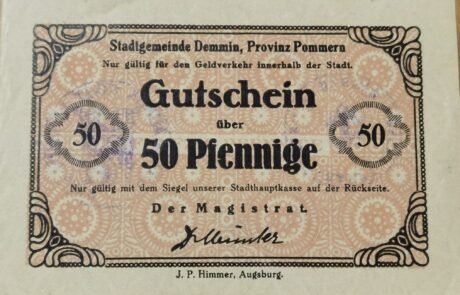 Stadtgemeinde Demmin, Provinz Pommern
Nur gültig für den Geldverkehr innerhalb der Stadt.
Gutschein
über
50 50 Pfennige 50
Nur gültig mit dem Siegel unserer Stadthauptkasse auf der Rückseite.
Der Magistrat.
J. P. Himmer, Augsburg.